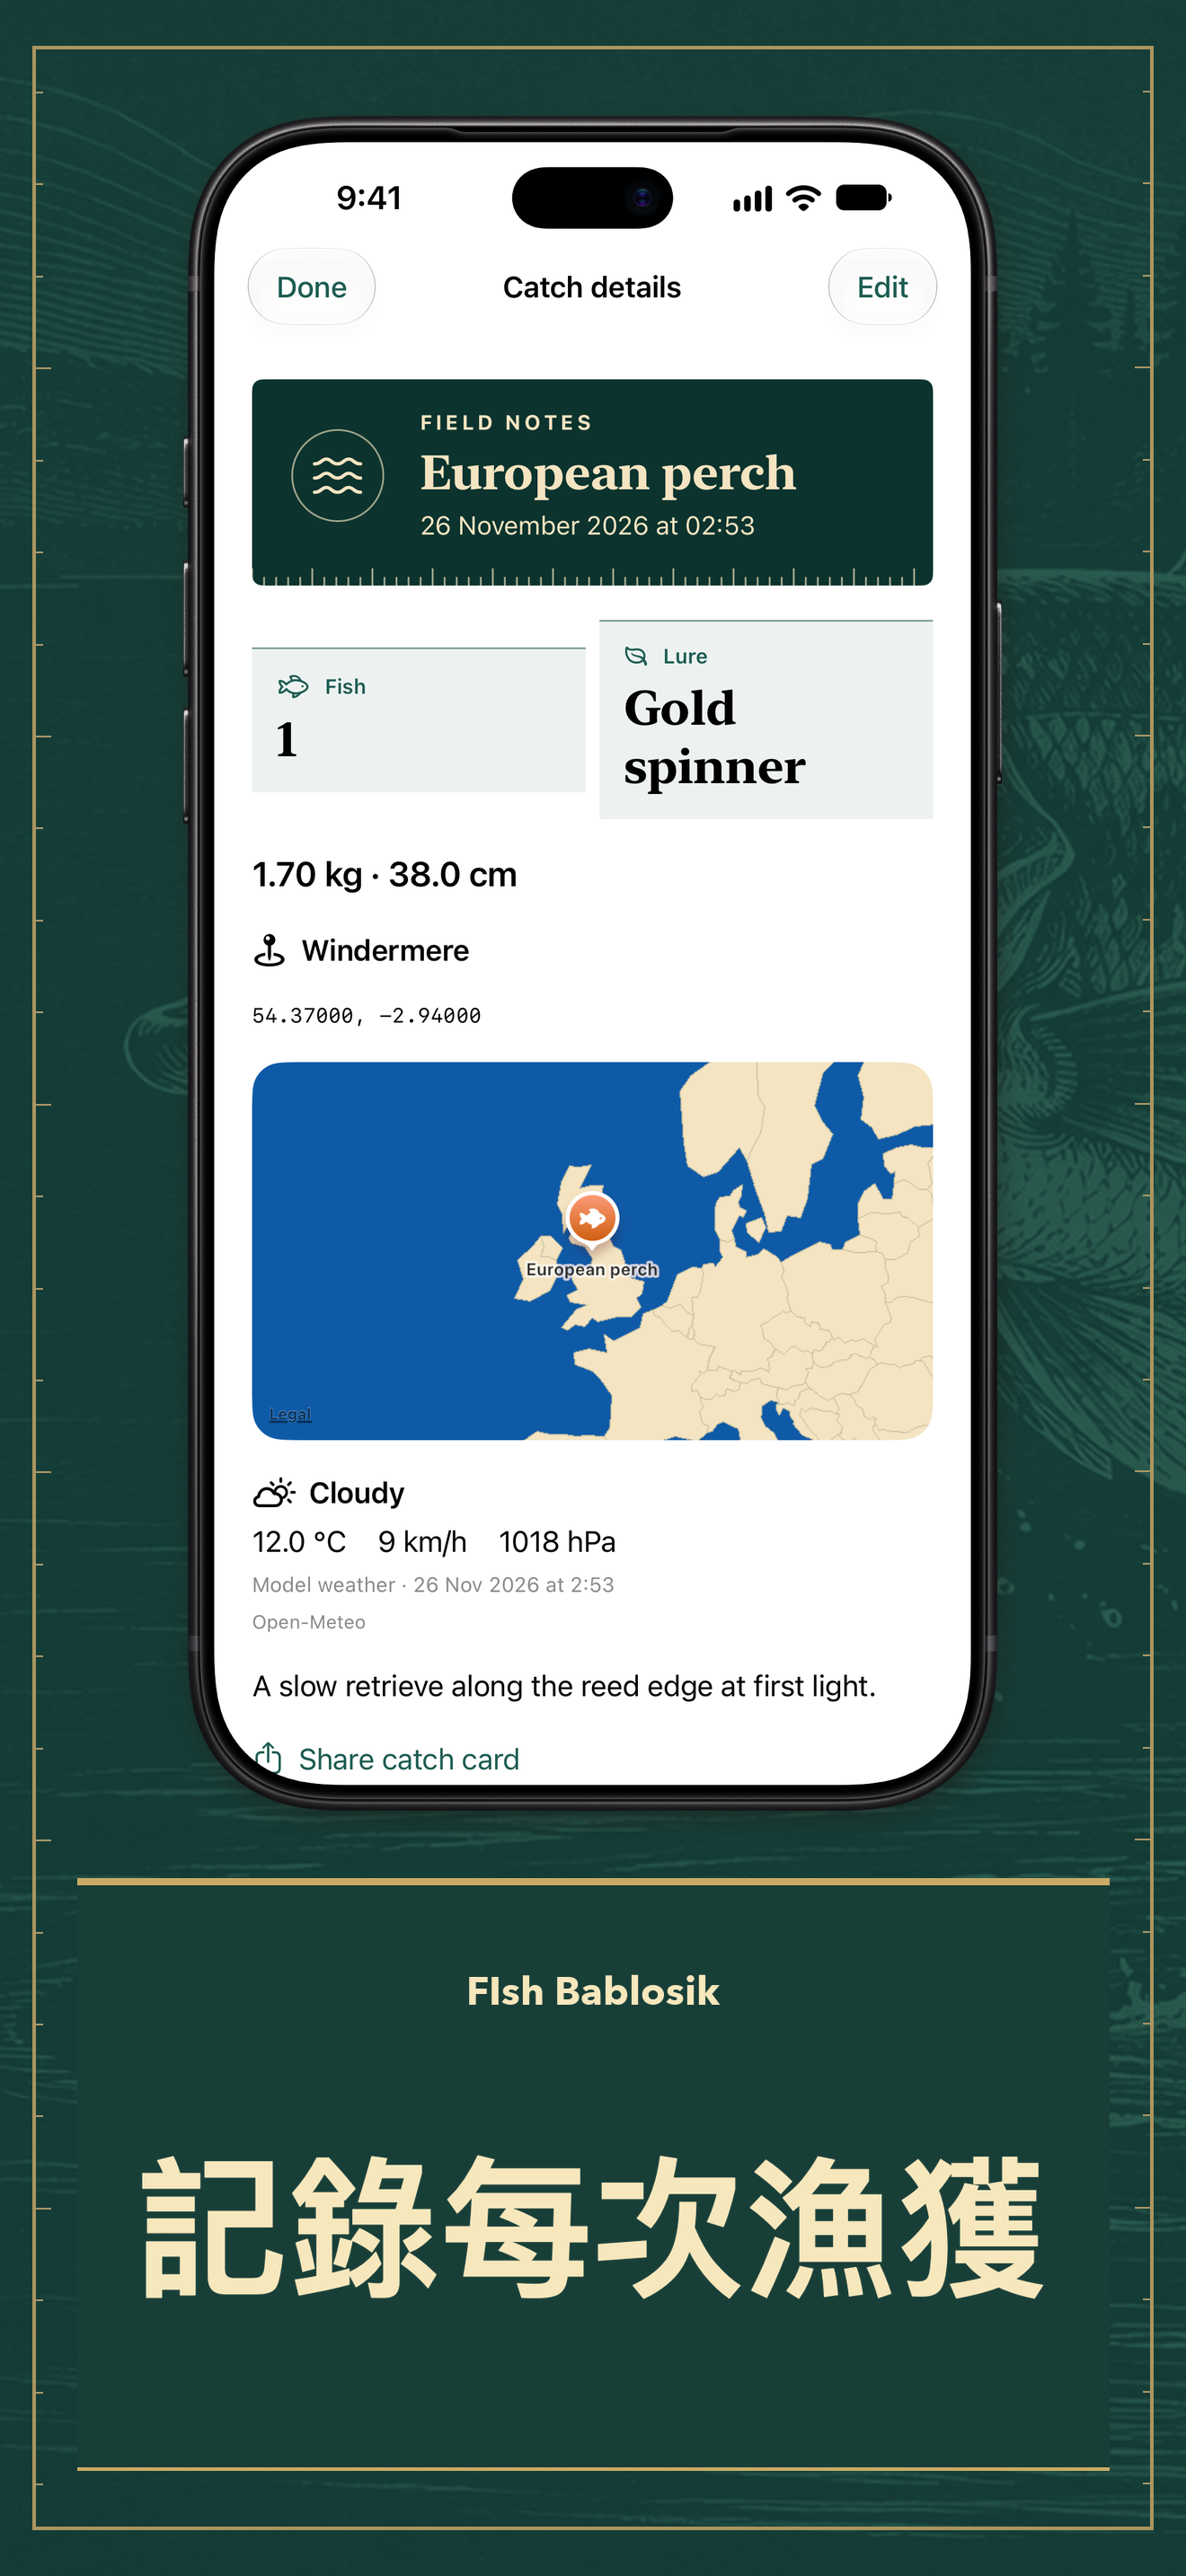 9:41
Done
Catch details
Edit
FIELD NOTES
European perch
26 November 2026 at 02:53
Fish
1
Lure
Gold
spinner
1.70 kg · 38.0 cm
Windermere
54.37000, −2.94000
European perch
Legal
Cloudy
12.0 °C 9 km/h 1018 hPa
Model weather · 26 Nov 2026 at 2:53
Open-Meteo
A slow retrieve along the reed edge at first light.
Share catch card
FIsh Bablosik
記錄每次漁獲